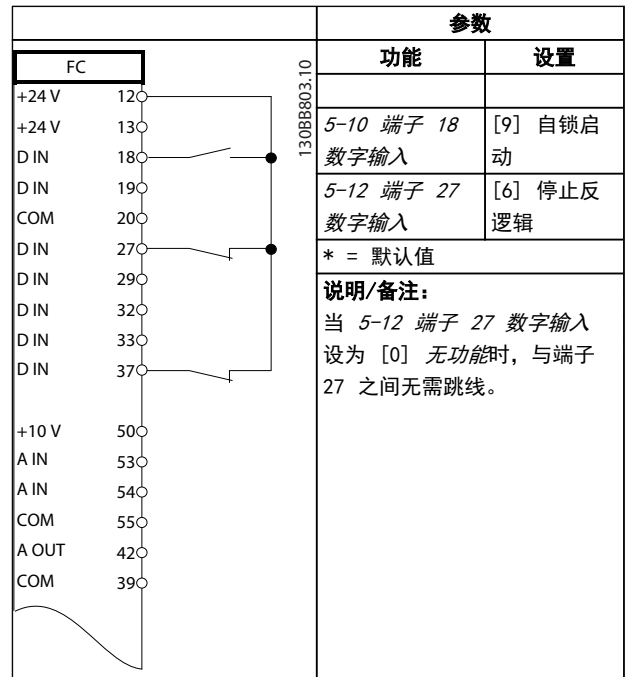 FC
+24 V 12
+24 V 13
D IN 18
D IN 19
COM 20
D IN 27
D IN 29
D IN 32
D IN 33
D IN 37
+10 V 50
A IN 53
A IN 54
COM 55
A OUT 42
COM 39
130BB803.10
参数
功能 设置
5-10 端子 18 [9] 自锁启
数字输入 动
5-12 端子 27 [6] 停止反
数字输入 逻辑
* = 默认值
说明/备注:
当 5-12 端子 27 数字输入
设为 [0] 无功能时, 与端子
27 之间无需跳线。